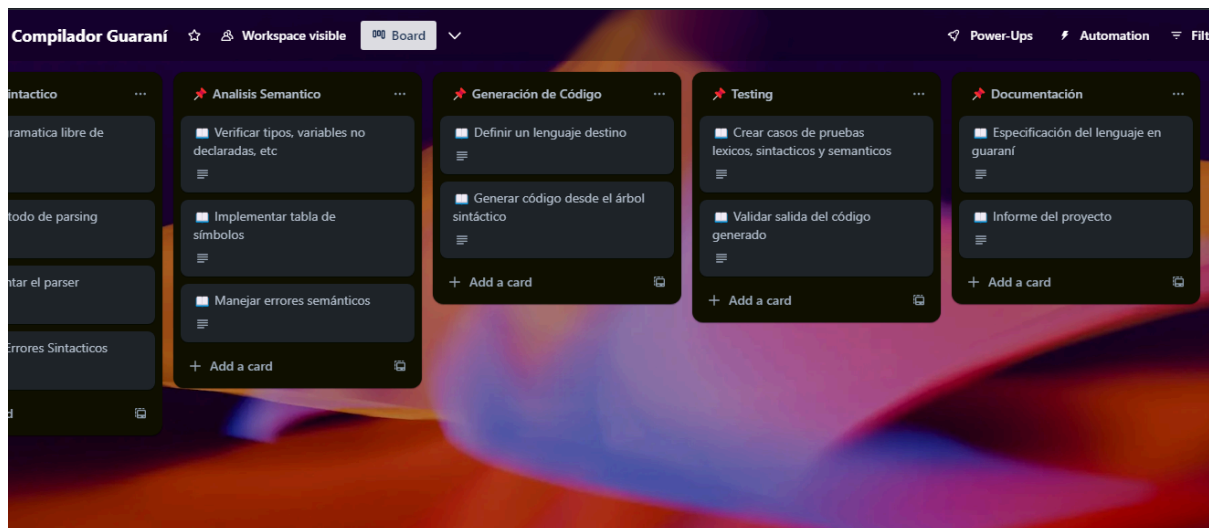 Compilador Guaraní
Workspace visible
Board
Power-Ups
Automation
intactico
...
ramatica libre de
todo de parsing
ntar el parser
Errores Sintacticos
Analisis Semantico
...
Verificar tipos, variables no
declaradas, etc
Implementar tabla de
símbolos
Manejar errores semánticos
+ Add a card
Generación de Código
...
Definir un lenguaje destino
Generar código desde el árbol
sintáctico
+ Add a card
Testing
...
Crear casos de pruebas
lexicos, sintacticos y semanticos
Validar salida del código
generado
+ Add a card
Documentación
...
Especificación del lenguaje en
guaraní
Informe del proyecto
+ Add a card